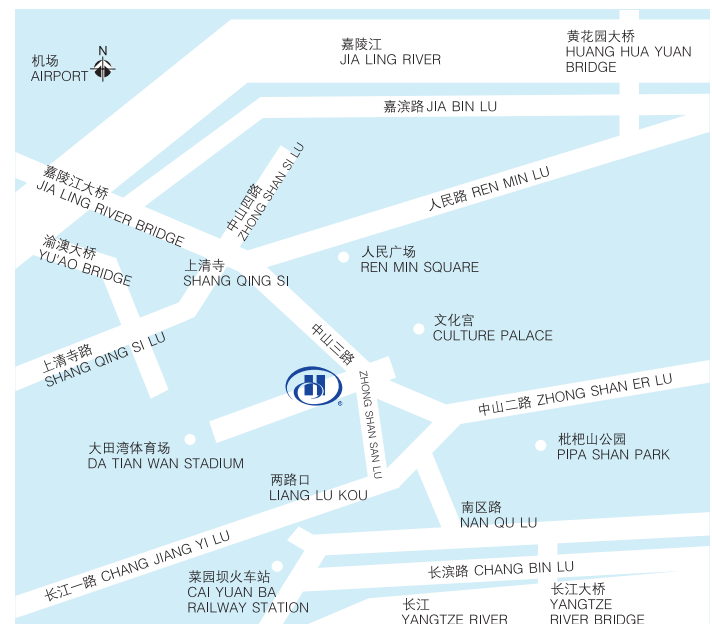 嘉陵江
JIA LING RIVER
黄花园大桥
HUANG HUA YUAN
BRIDGE
N
机场
AIRPORT
嘉滨路 JIA BIN LU
嘉陵江大桥
JIA LING RIVER BRIDGE
中山四路
ZHONG SHAN SI LU
人民路 REN MIN LU
渝澳大桥
YU'AO BRIDGE
上清寺
SHANG QING SI
人民广场
REN MIN SQUARE
文化宫
CULTURE PALACE
中山三路
ZHONG SHAN SAN LU
上清寺路
SHANG QING SI LU
H
®
中山二路 ZHONG SHAN ER LU
大田湾体育场
DA TIAN WAN STADIUM
枇杷山公园
PIPA SHAN PARK
两路口
LIANG LU KOU
南区路
NAN QU LU
长江一路 CHANG JIANG YI LU
菜园坝火车站
CAI YUAN BA
RAILWAY STATION
长滨路 CHANG BIN LU
长江
YANGTZE RIVER
长江大桥
YANGTZE
RIVER BRIDGE